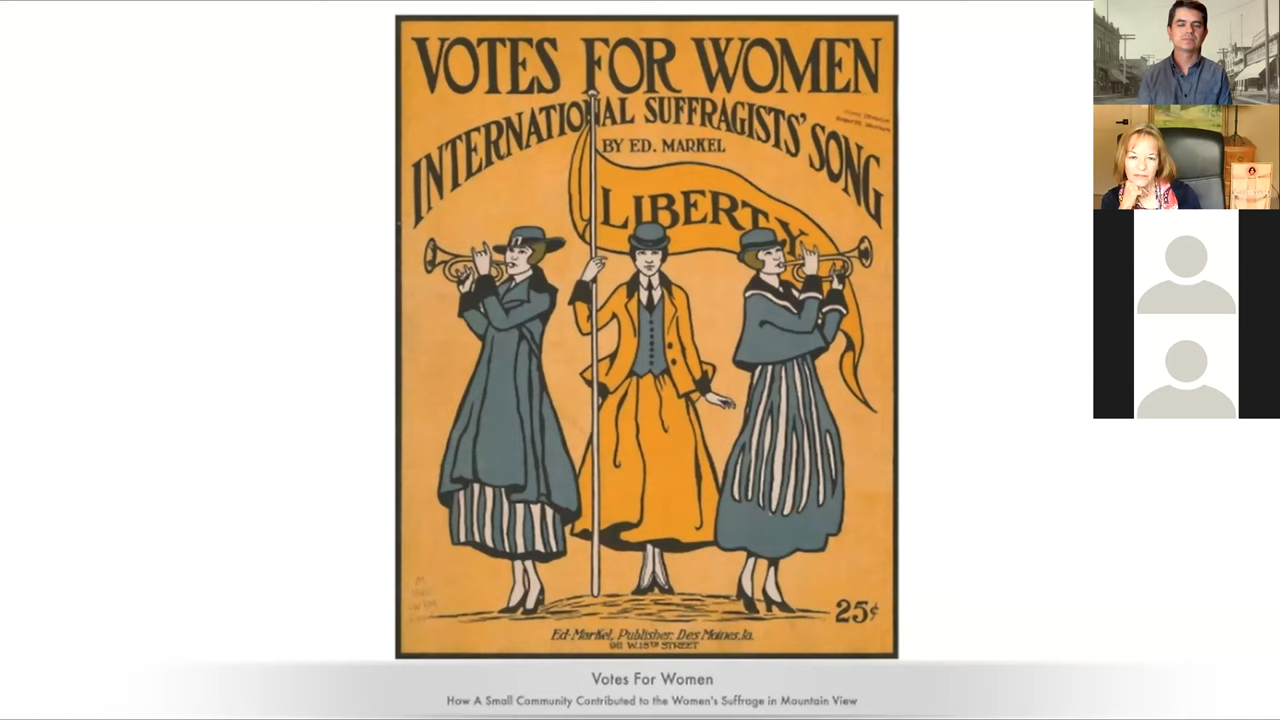 VOTES FOR WOMEN
INTERNATIONAL SUFFRAGISTS' SONG
BY ED. MARKEL
LIBERTY
25¢
Ed. Markel, Publisher. Des Moines. Ia.
W. 15TH STREET
Votes For Women
How A Small Community Contributed to the Women's Suffrage in Mountain View